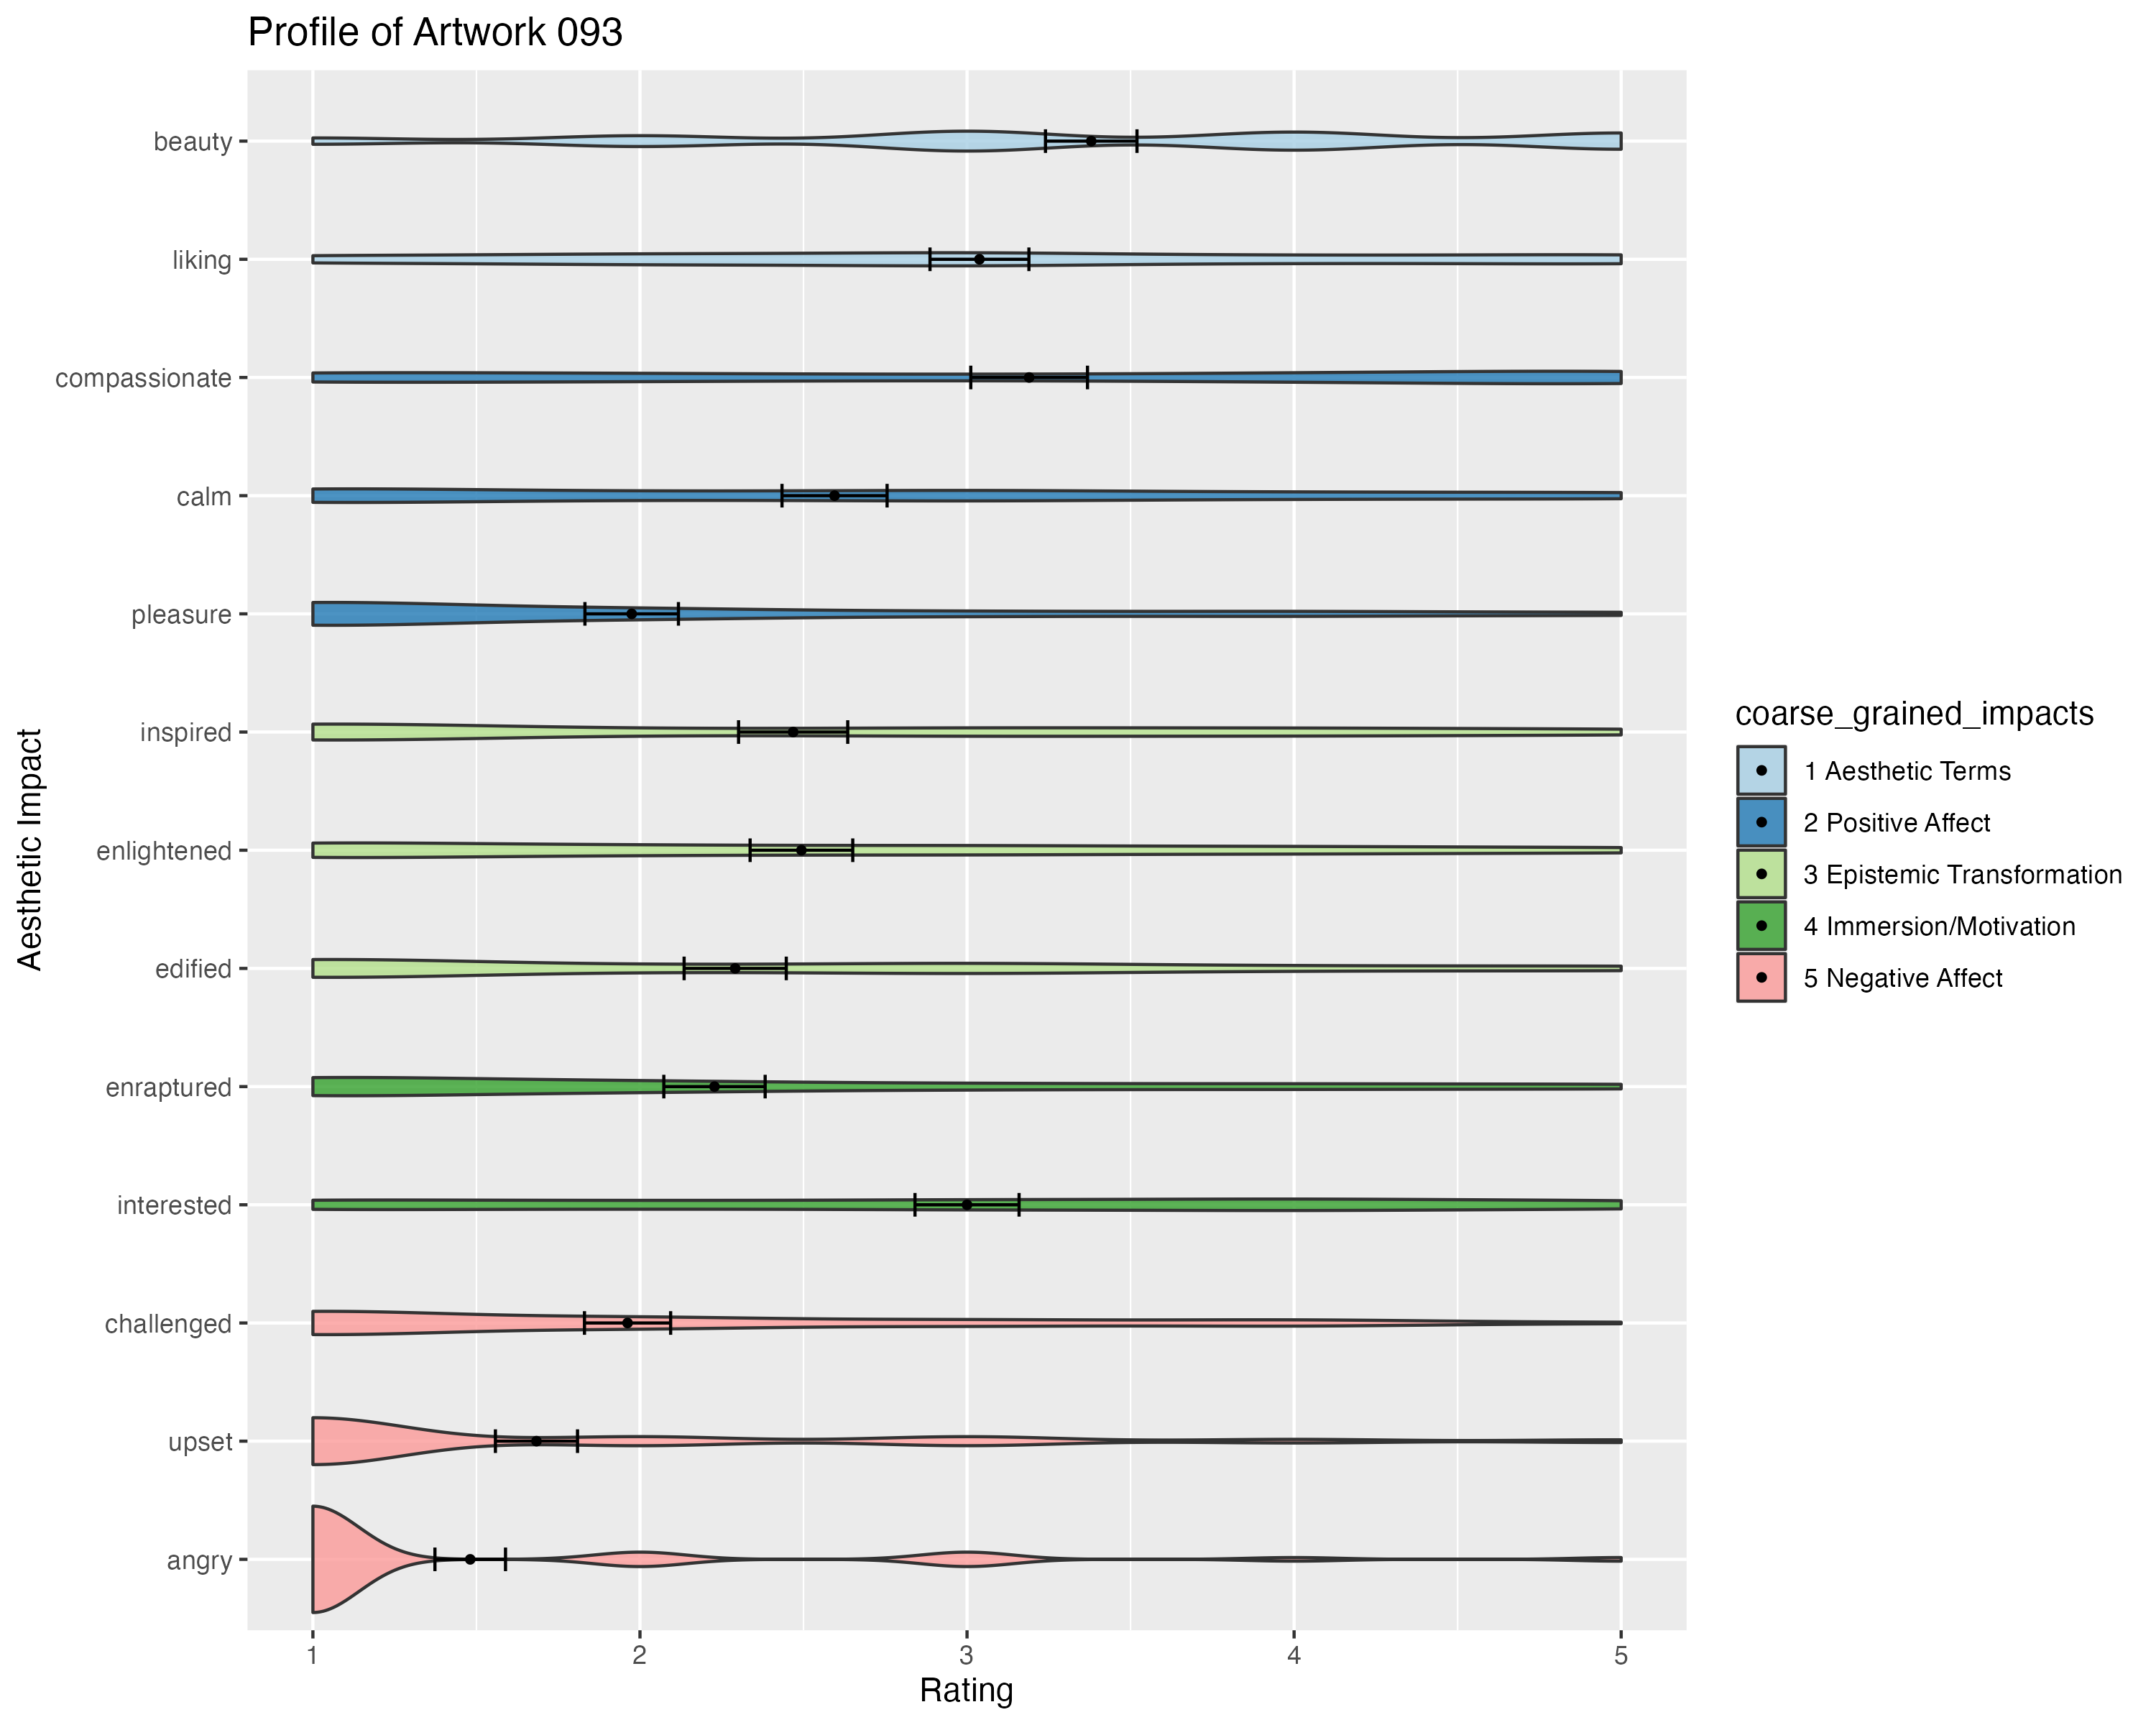 Profile of Artwork 093
Aesthetic Impact
beauty
liking
compassionate
calm
pleasure
inspired
enlightened
edified
enraptured
interested
challenged
upset
angry
1 2 3 4 5
Rating
coarse_grained_impacts
1 Aesthetic Terms
2 Positive Affect
3 Epistemic Transformation
4 Immersion/Motivation
5 Negative Affect